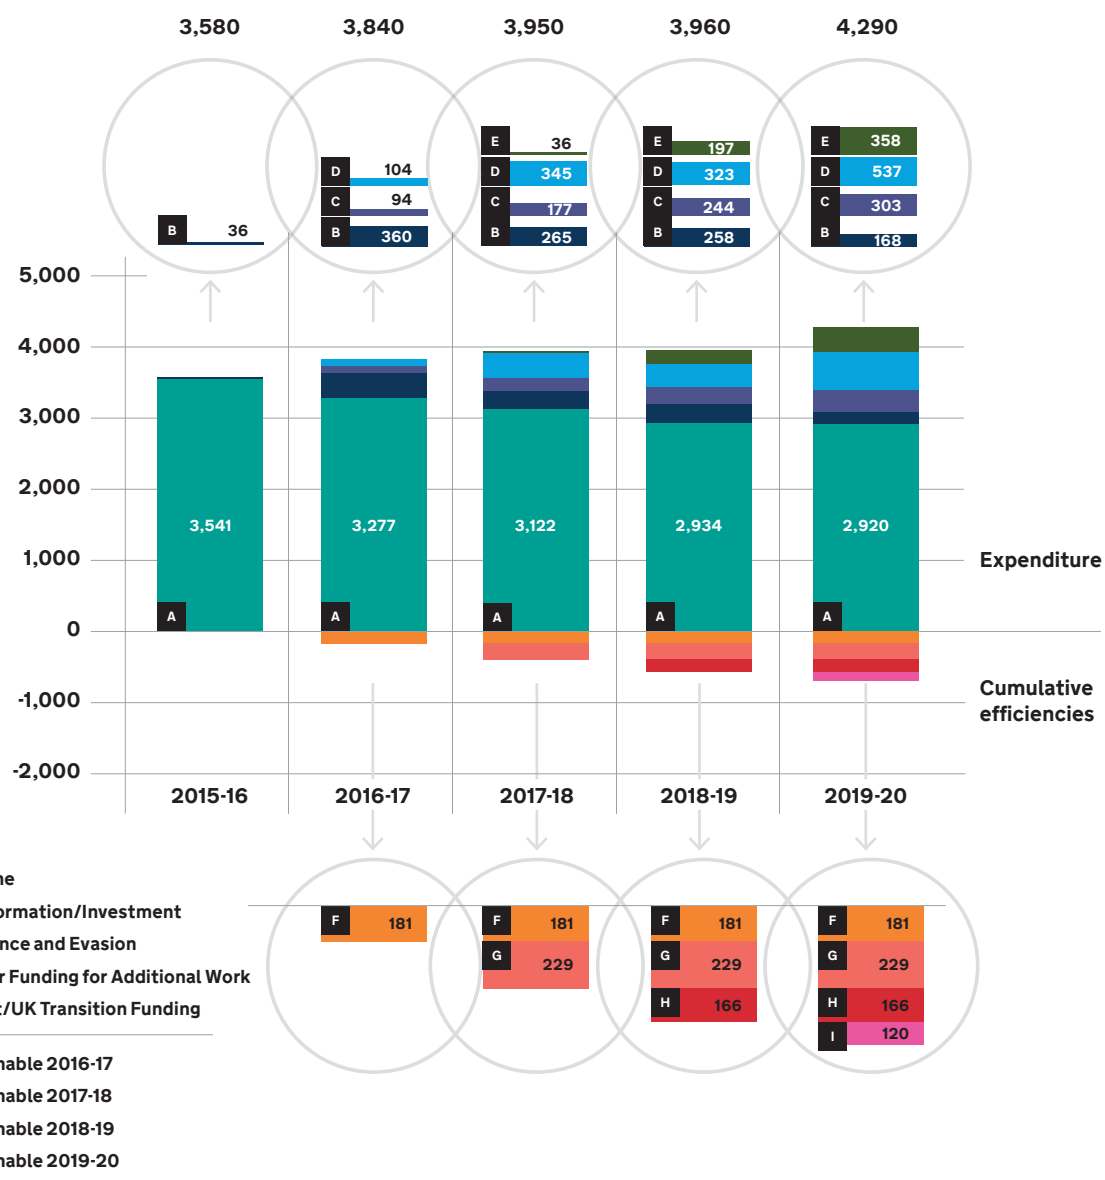 3,580 3,840 3,950 3,960 4,290
E 36 E 197 E 358
D 104 D 345 D 323 D 537
C 94 C 177 C 244 C 303
B 36 B 360 B 265 B 258 B 168
5,000
4,000
3,000
2,000
3,541 3,277 3,122 2,934 2,920
1,000 Expenditure
A A A A A
0
-1,000 Cumulative
efficiencies
-2,000
2015-16 2016-17 2017-18 2018-19 2019-20
ne
ormation/Investment
nce and Evasion
r Funding for Additional Work
t/UK Transition Funding
F 181 F 181 F 181 F 181
G 229 G 229 G 229
H 166 H 166
I 120
nable 2016-17
nable 2017-18
nable 2018-19
nable 2019-20